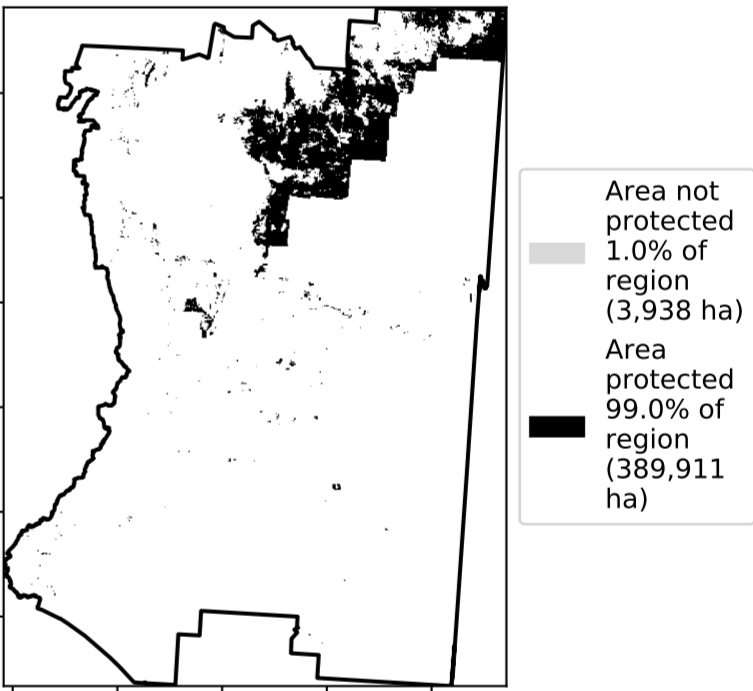 Area not
protected
1.0% of
region
(3,938 ha)
Area
protected
99.0% of
region
(389,911
ha)